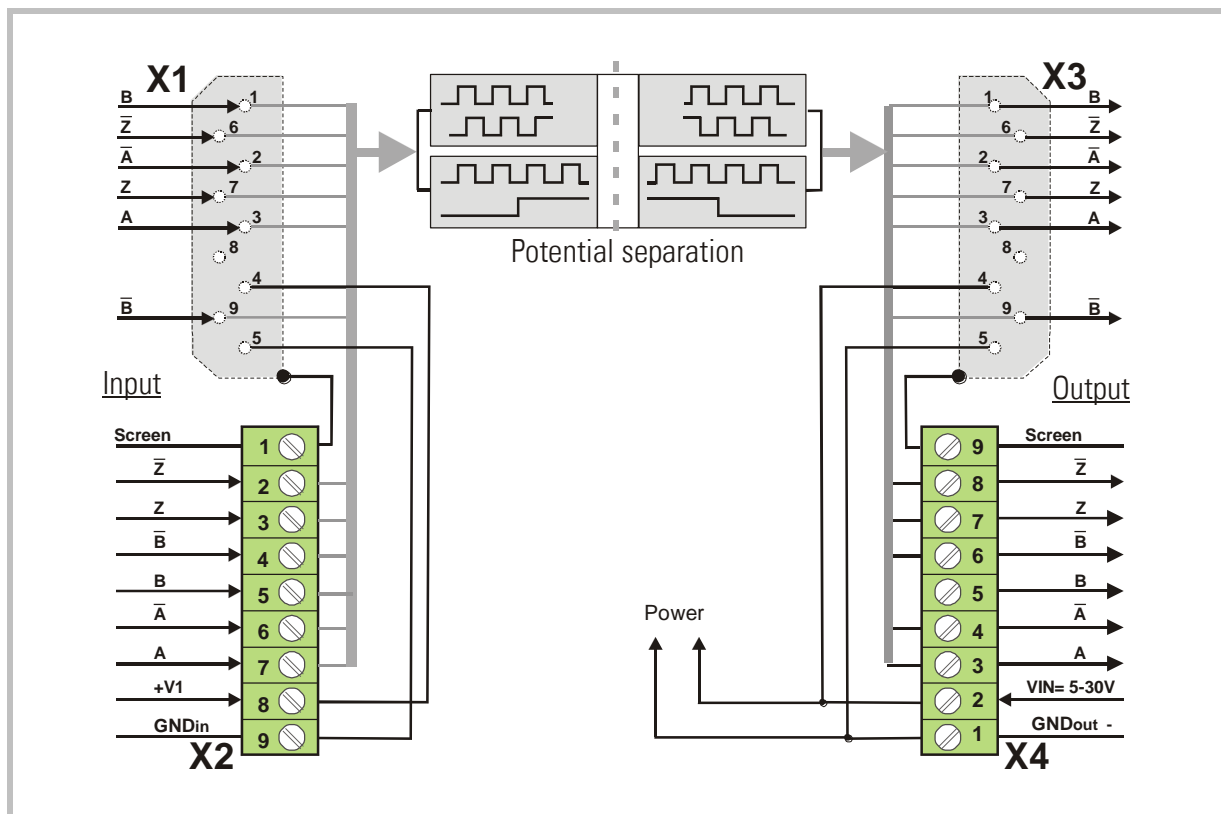 X1
B
1
Z̅
6
A̅
2
Z
7
A
3
8
4
B̅
9
5
Input
Potential separation
X3
1
B
6
Z̅
2
A̅
7
Z
3
A
8
4
9
B̅
5
Output
Screen
1
Z̅
2
Z
3
B̅
4
B
5
A̅
6
A
7
+V1
8
GNDin
9
X2
Power
9
Screen
8
Z̅
7
Z
6
B̅
5
B
4
A̅
3
A
2
VIN= 5-30V
1
GNDout -
X4